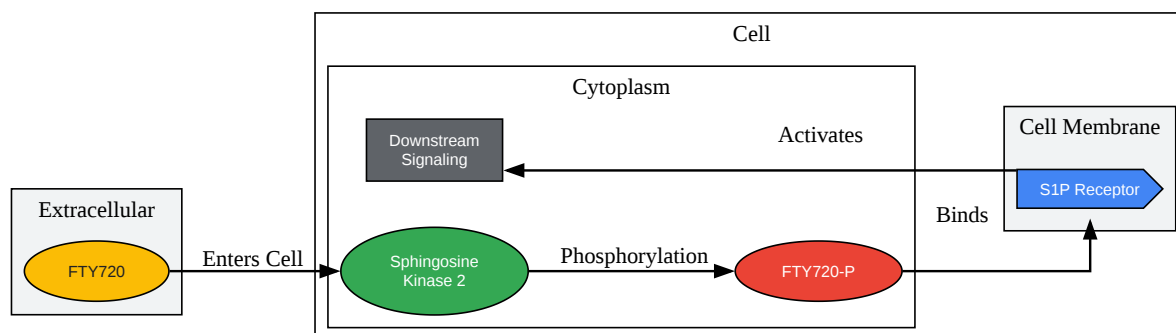 Cell
Cytoplasm
Downstream
Signaling
Activates
Cell Membrane
S1P Receptor
Extracellular
Binds
FTY720
Enters Cell
Sphingosine
Kinase 2
Phosphorylation
FTY720-P